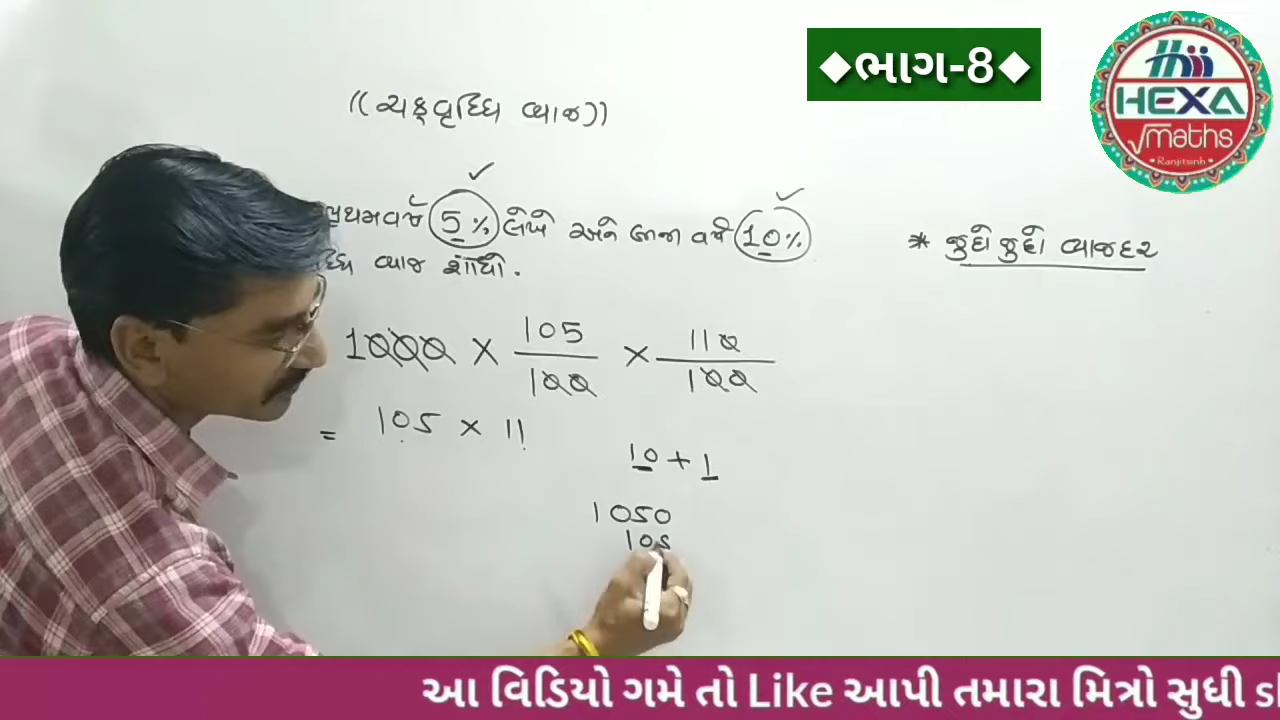 ◆ભાગ-8◆
HEXA
√maths
Ranjitsinh
((ચક્રવૃધ્ધિ વ્યાજ))
પ્રથમવર્ષે 5% લેખે અને બીજા વર્ષે 10%
વ્યાજ શોધો.
* જુદો જુદો વ્યાજદર
1000 × 105/100 × 110/100
= 105 × 11
10 + 1
1050
105
આ વિડિયો ગમે તો Like આપી તમારા મિત્રો સુધી